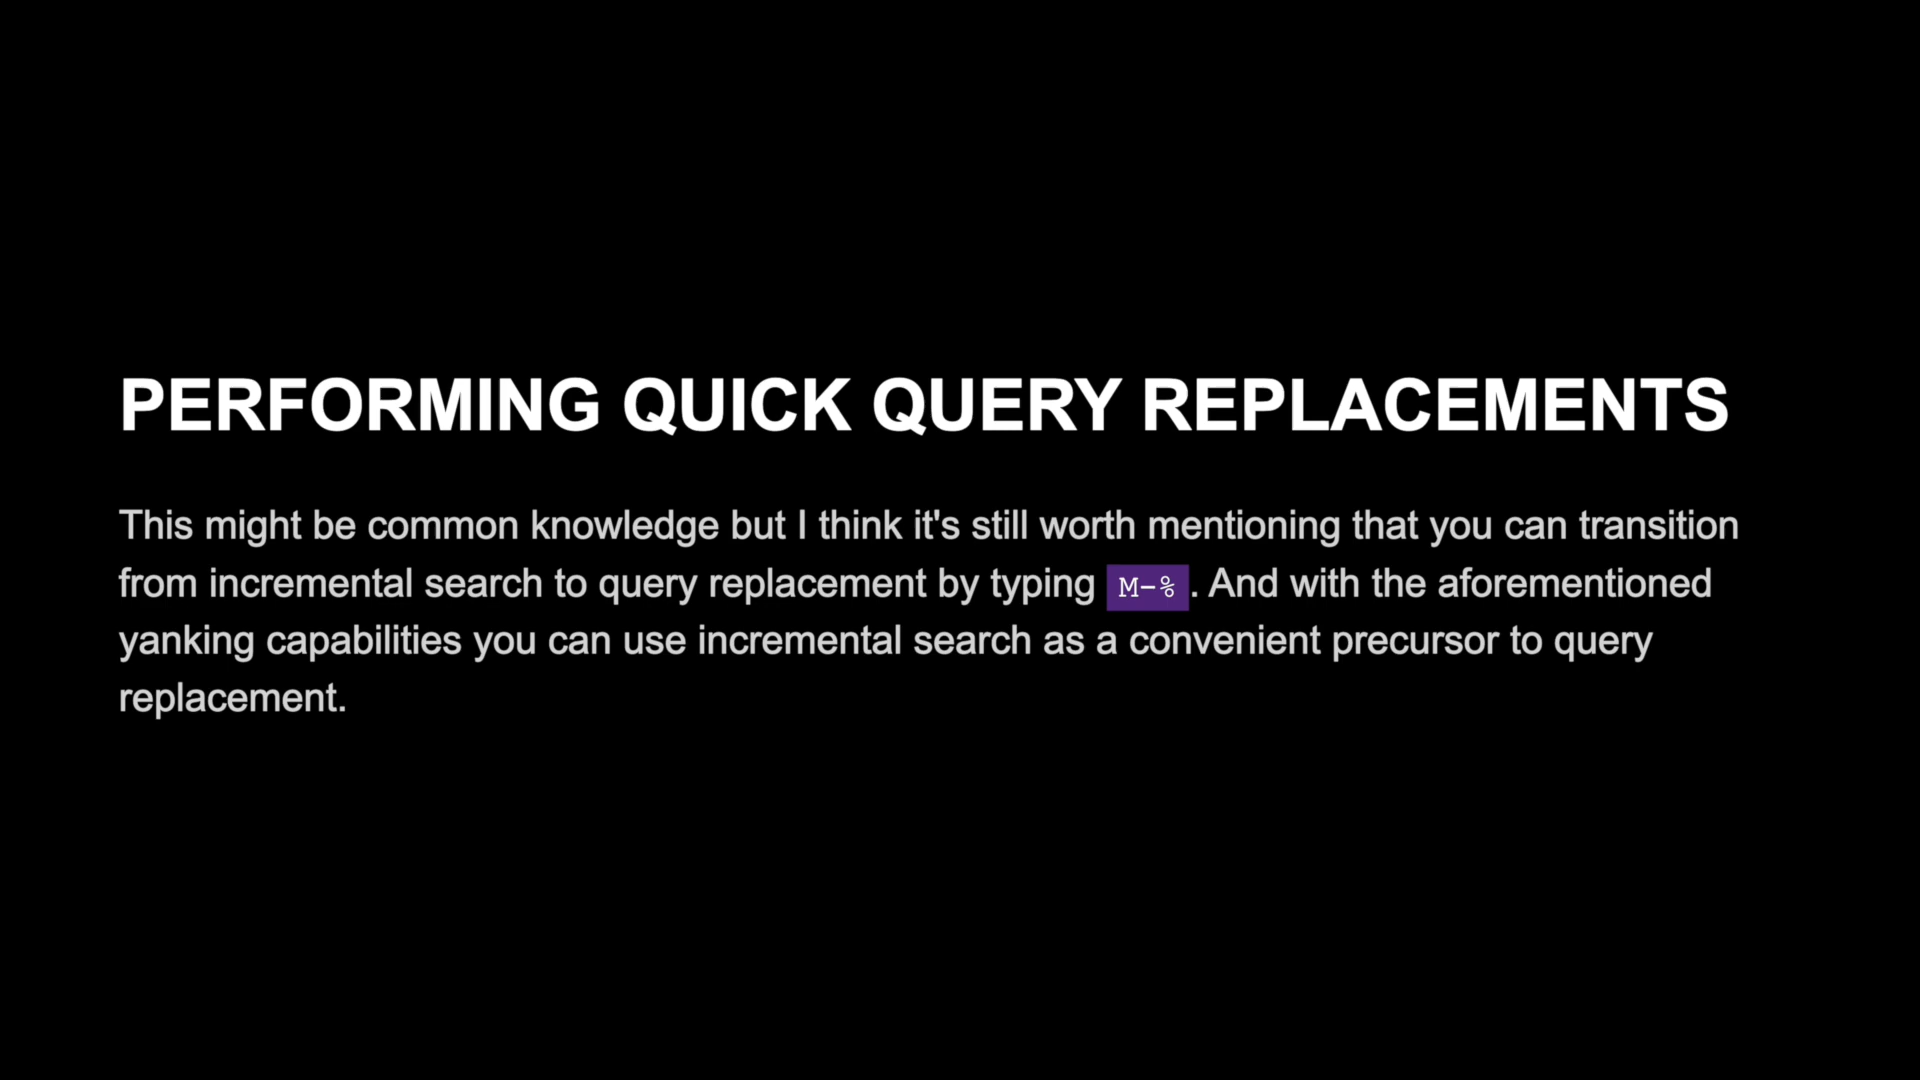 PERFORMING QUICK QUERY REPLACEMENTS
This might be common knowledge but I think it's still worth mentioning that you can transition
from incremental search to query replacement by typing M-%. And with the aforementioned
yanking capabilities you can use incremental search as a convenient precursor to query
replacement.